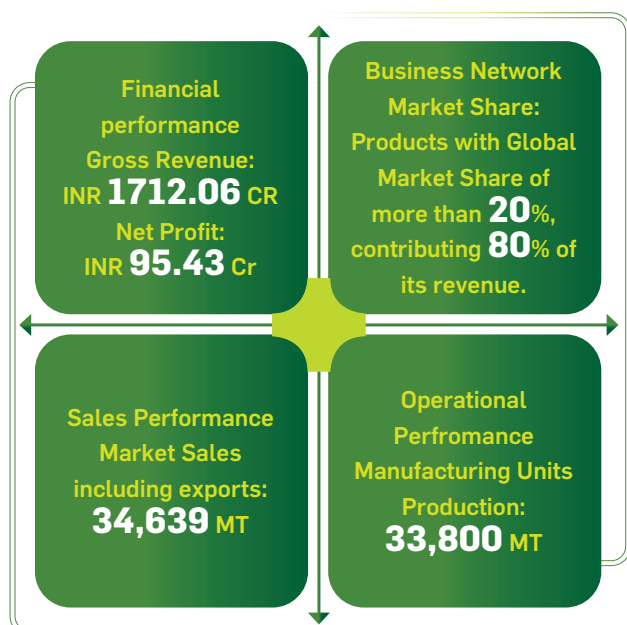 Financial
performance
Gross Revenue:
INR 1712.06 CR
Net Profit:
INR 95.43 Cr
Business Network
Market Share:
Products with Global
Market Share of
more than 20%,
contributing 80% of
its revenue.
Sales Performance
Market Sales
including exports:
34,639 MT
Operational
Perfromance
Manufacturing Units
Production:
33,800 MT